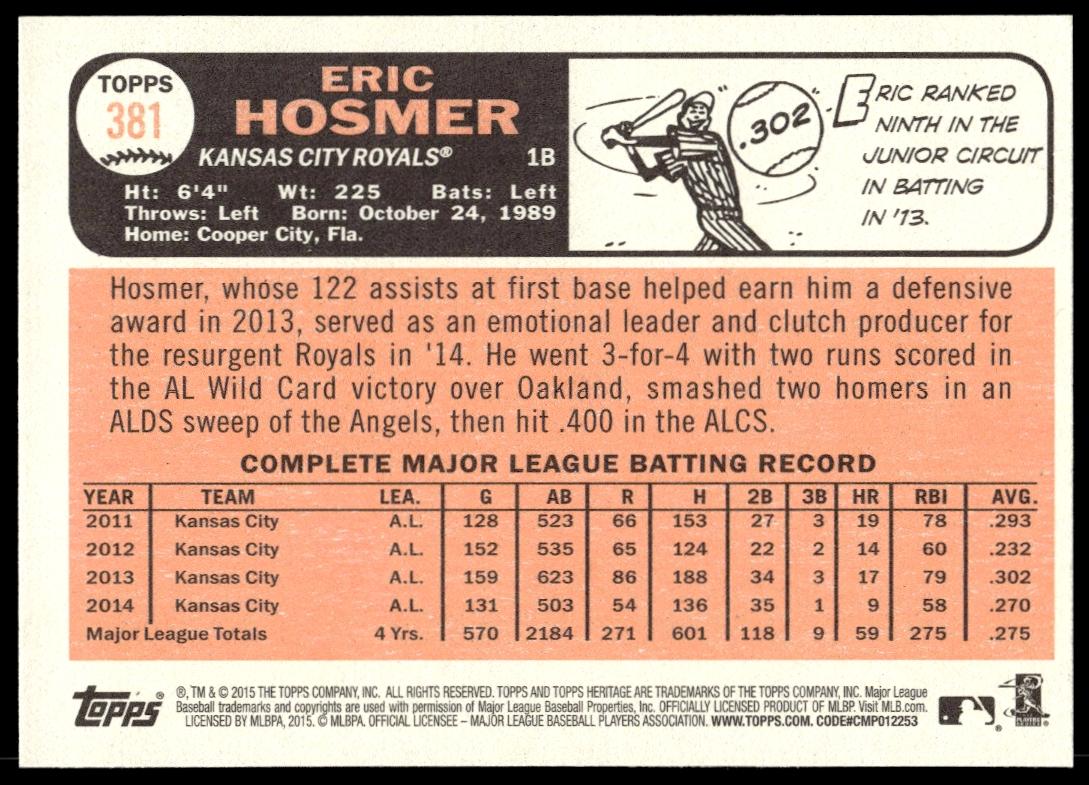 TOPPS
381
ERIC
HOSMER
KANSAS CITY ROYALS® 1B
Ht: 6'4" Wt: 225 Bats: Left
Throws: Left Born: October 24, 1989
Home: Cooper City, Fla.
.302
ERIC RANKED
NINTH IN THE
JUNIOR CIRCUIT
IN BATTING
IN '13.
Hosmer, whose 122 assists at first base helped earn him a defensive
award in 2013, served as an emotional leader and clutch producer for
the resurgent Royals in '14. He went 3-for-4 with two runs scored in
the AL Wild Card victory over Oakland, smashed two homers in an
ALDS sweep of the Angels, then hit .400 in the ALCS.
COMPLETE MAJOR LEAGUE BATTING RECORD
YEAR TEAM LEA. G AB R H 2B 3B HR RBI AVG.
2011 Kansas City A.L. 128 523 66 153 27 3 19 78 .293
2012 Kansas City A.L. 152 535 65 124 22 2 14 60 .232
2013 Kansas City A.L. 159 623 86 188 34 3 17 79 .302
2014 Kansas City A.L. 131 503 54 136 35 1 9 58 .270
Major League Totals 4 Yrs. 570 2184 271 601 118 9 59 275 .275
Topps®
®, TM & © 2015 THE TOPPS COMPANY, INC. ALL RIGHTS RESERVED. TOPPS AND TOPPS HERITAGE ARE TRADEMARKS OF THE TOPPS COMPANY, INC. Major League
Baseball trademarks and copyrights are used with permission of Major League Baseball Properties, Inc. OFFICIALLY LICENSED PRODUCT OF MLBP. Visit MLB.com.
LICENSED BY MLBPA, 2015. © MLBPA. OFFICIAL LICENSEE – MAJOR LEAGUE BASEBALL PLAYERS ASSOCIATION. WWW.TOPPS.COM. CODE#CMP012253